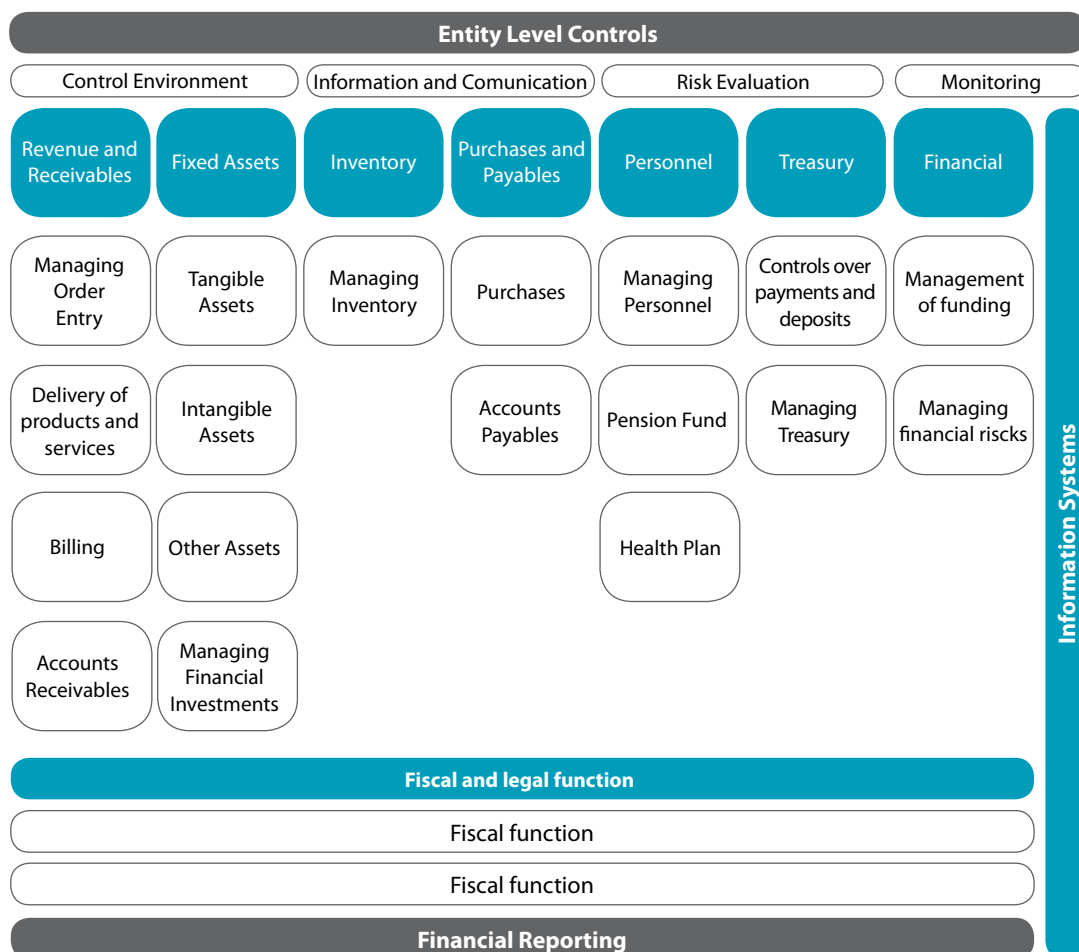 Entity Level Controls
Control Environment
Information and Comunication
Risk Evaluation
Monitoring
Revenue and
Receivables
Fixed Assets
Inventory
Purchases and
Payables
Personnel
Treasury
Financial
Managing
Order
Entry
Tangible
Assets
Managing
Inventory
Purchases
Managing
Personnel
Controls over
payments and
deposits
Management
of funding
Delivery of
products and
services
Intangible
Assets
Accounts
Payables
Pension Fund
Managing
Treasury
Managing
financial riscks
Billing
Other Assets
Health Plan
Accounts
Receivables
Managing
Financial
Investments
Information Systems
Fiscal and legal function
Fiscal function
Fiscal function
Financial Reporting